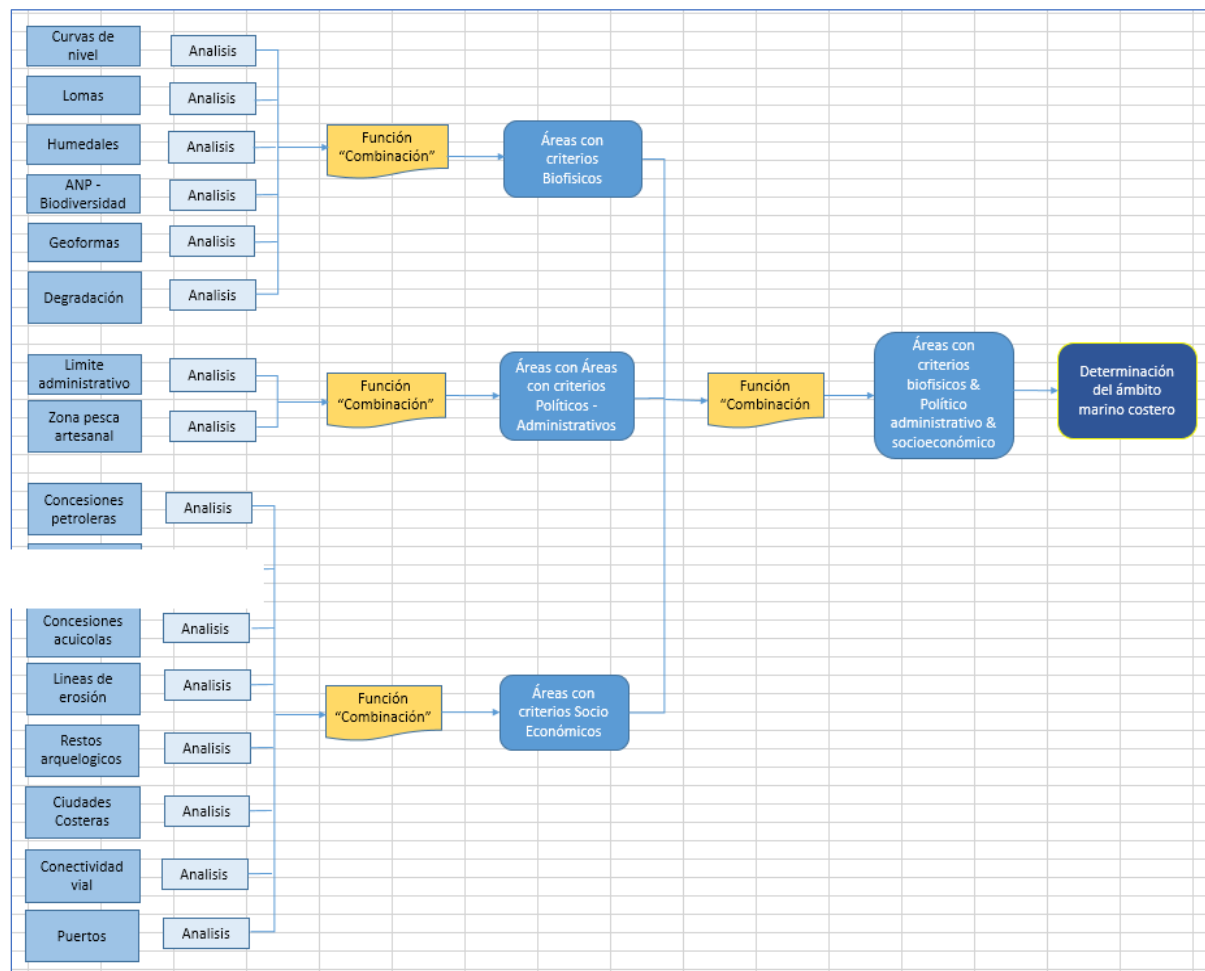 Curvas de
nivel
Analisis
Lomas
Analisis
Humedales
Analisis
ANP -
Biodiversidad
Analisis
Geoformas
Analisis
Degradación
Analisis
Función
"Combinación"
Áreas con
criterios
Biofisicos
Limite
administrativo
Analisis
Zona pesca
artesanal
Analisis
Función
"Combinación"
Áreas con Áreas
con criterios
Políticos -
Administrativos
Función
"Combinación
Áreas con
criterios
biofisicos &
Político
administrativo &
socioeconómico
Determinación
del ámbito
marino costero
Concesiones
petroleras
Analisis
Concesiones
acuicolas
Analisis
Lineas de
erosión
Analisis
Restos
arquelogicos
Analisis
Ciudades
Costeras
Analisis
Conectividad
vial
Analisis
Puertos
Analisis
Función
"Combinación"
Áreas con
criterios Socio
Económicos